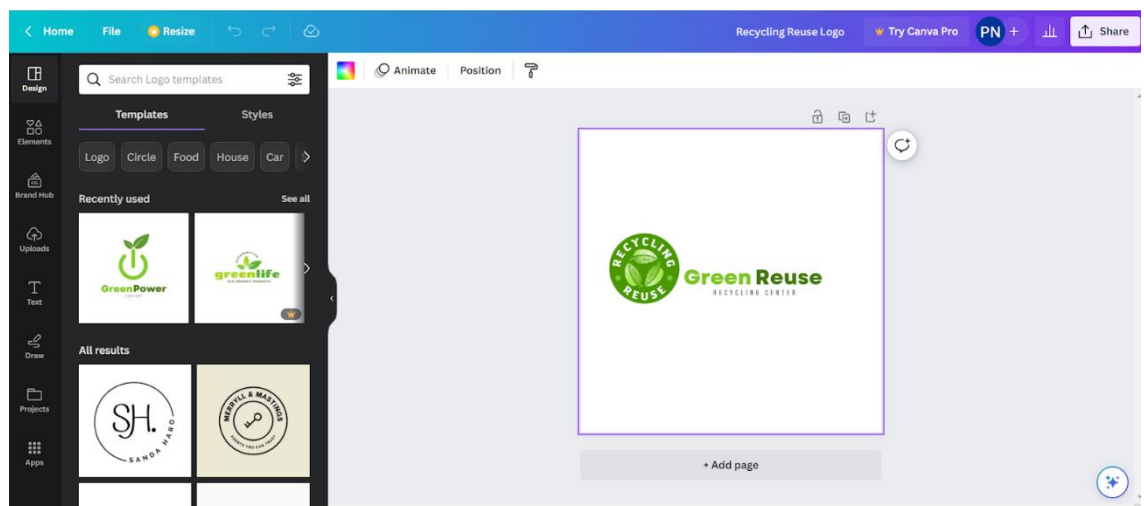 Home File Resize
Recycling Reuse Logo Try Canva Pro PN + Share
Design
Elements
Brand Hub
Uploads
Text
Draw
Projects
Apps
Search Logo templates
Templates Styles
Logo Circle Food House Car
Recently used See all
GreenPower
greenlife
All results
SH.
SANDA HARO
MERRYLL & MASTINGS
Animate Position
RECYCLING
REUSE
Green Reuse
RECYCLING CENTER
+ Add page